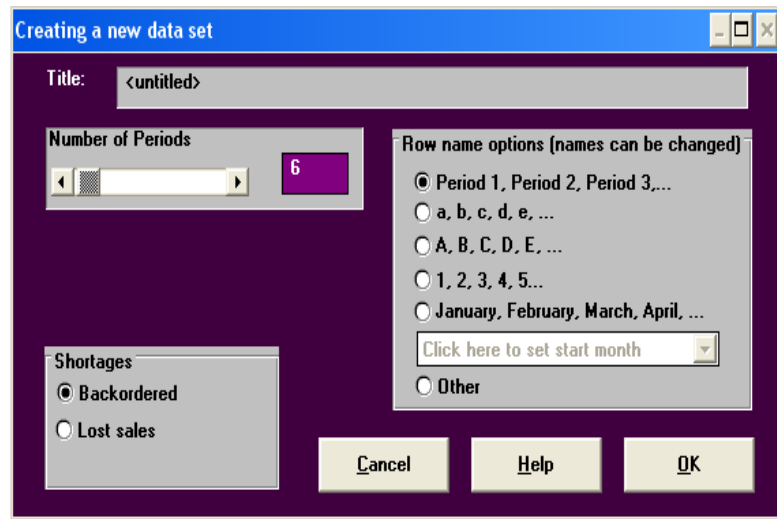 Creating a new data set
Title:
<untitled>
Number of Periods
6
Row name options (names can be changed)
Period 1, Period 2, Period 3,...
a, b, c, d, e, ...
A, B, C, D, E, ...
1, 2, 3, 4, 5...
January, February, March, April, ...
Click here to set start month
Other
Shortages
Backordered
Lost sales
Cancel
Help
OK